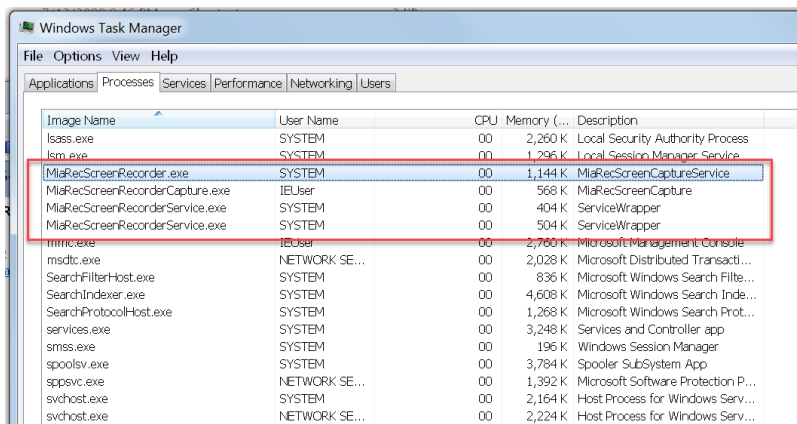 Windows Task Manager
File Options View Help
Applications Processes Services Performance Networking Users
Image Name User Name CPU Memory (... Description
lsass.exe SYSTEM 00 2,260 K Local Security Authority Process
lsm.exe SYSTEM 00 1,296 K Local Session Manager Service
MiaRecScreenRecorder.exe SYSTEM 00 1,144 K MiaRecScreenCaptureService
MiaRecScreenRecorderCapture.exe IEUser 00 568 K MiaRecScreenCapture
MiaRecScreenRecorderService.exe SYSTEM 00 404 K ServiceWrapper
MiaRecScreenRecorderService.exe SYSTEM 00 504 K ServiceWrapper
mmc.exe IEUser 00 2,760 K Microsoft Management Console
msdtc.exe NETWORK SE... 00 2,028 K Microsoft Distributed Transacti...
SearchFilterHost.exe SYSTEM 00 836 K Microsoft Windows Search Filte...
SearchIndexer.exe SYSTEM 00 4,608 K Microsoft Windows Search Inde...
SearchProtocolHost.exe SYSTEM 00 1,268 K Microsoft Windows Search Prot...
services.exe SYSTEM 00 3,248 K Services and Controller app
smss.exe SYSTEM 00 196 K Windows Session Manager
spoolsv.exe SYSTEM 00 3,784 K Spooler SubSystem App
sppsvc.exe NETWORK SE... 00 1,392 K Microsoft Software Protection P...
svchost.exe SYSTEM 00 2,164 K Host Process for Windows Serv...
svchost.exe NETWORK SE... 00 2,224 K Host Process for Windows Serv...